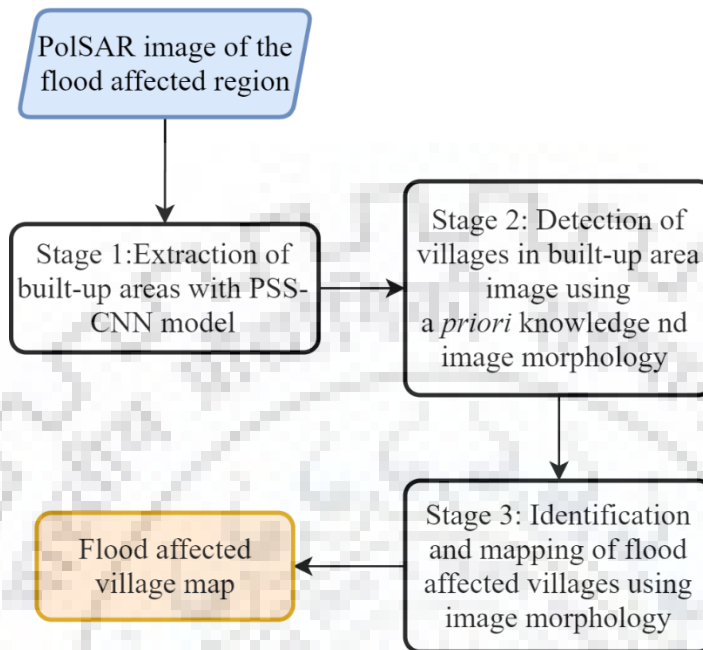 PolSAR image of the
flood affected region
Stage 1:Extraction of
built-up areas with PSS-
CNN model
Stage 2: Detection of
villages in built-up area
image using
a priori knowledge nd
image morphology
Stage 3: Identification
and mapping of flood
affected villages using
image morphology
Flood affected
village map